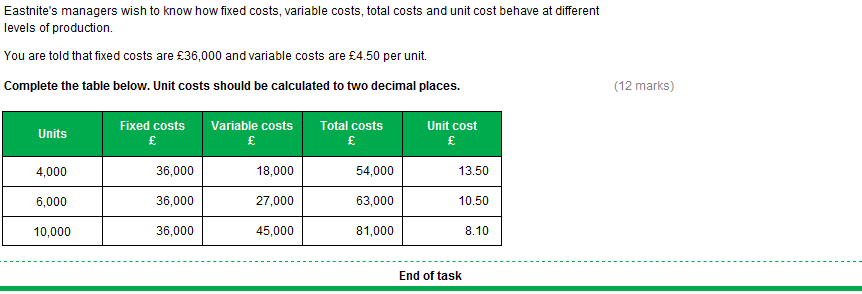 Eastnite's managers wish to know how fixed costs, variable costs, total costs and unit cost behave at different
levels of production.
You are told that fixed costs are £36,000 and variable costs are £4.50 per unit.
Complete the table below. Unit costs should be calculated to two decimal places. (12 marks)
Units Fixed costs £ Variable costs £ Total costs £ Unit cost £
4,000 36,000 18,000 54,000 13.50
6,000 36,000 27,000 63,000 10.50
10,000 36,000 45,000 81,000 8.10
End of task